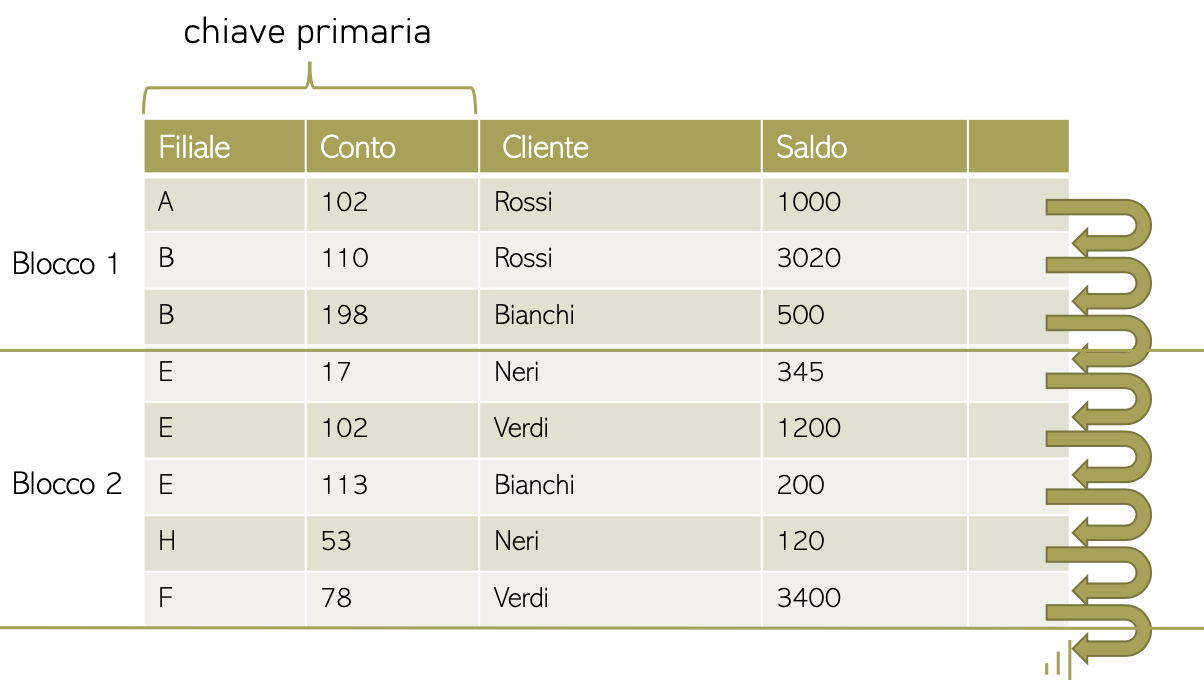 chiave primaria
Filiale Conto Cliente Saldo
A 102 Rossi 1000
Blocco 1
B 110 Rossi 3020
B 198 Bianchi 500
E 17 Neri 345
E 102 Verdi 1200
Blocco 2
E 113 Bianchi 200
H 53 Neri 120
F 78 Verdi 3400